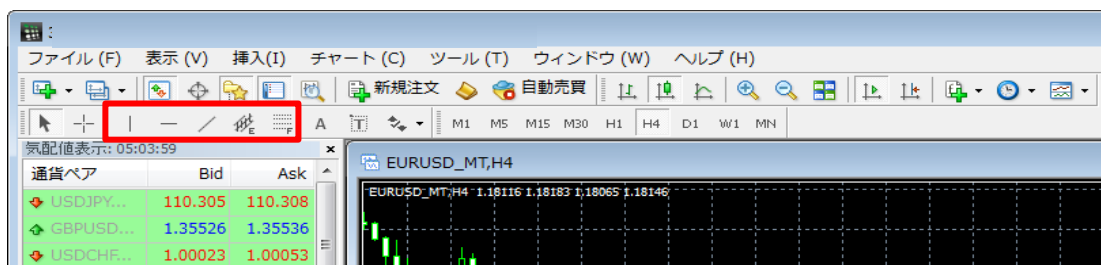 ファイル (F) 表示 (V) 挿入(I) チャート (C) ツール (T) ウィンドウ (W) ヘルプ (H)
新規注文 自動売買
E F A T M1 M5 M15 M30 H1 H4 D1 W1 MN
気配値表示: 05:03:59 ×
EURUSD_MT,H4
通貨ペア Bid Ask
EURUSD_MT,H4 1.18116 1.18183 1.18065 1.18146
USDJPY... 110.305 110.308
GBPUSD... 1.35526 1.35536
USDCHF... 1.00023 1.00053